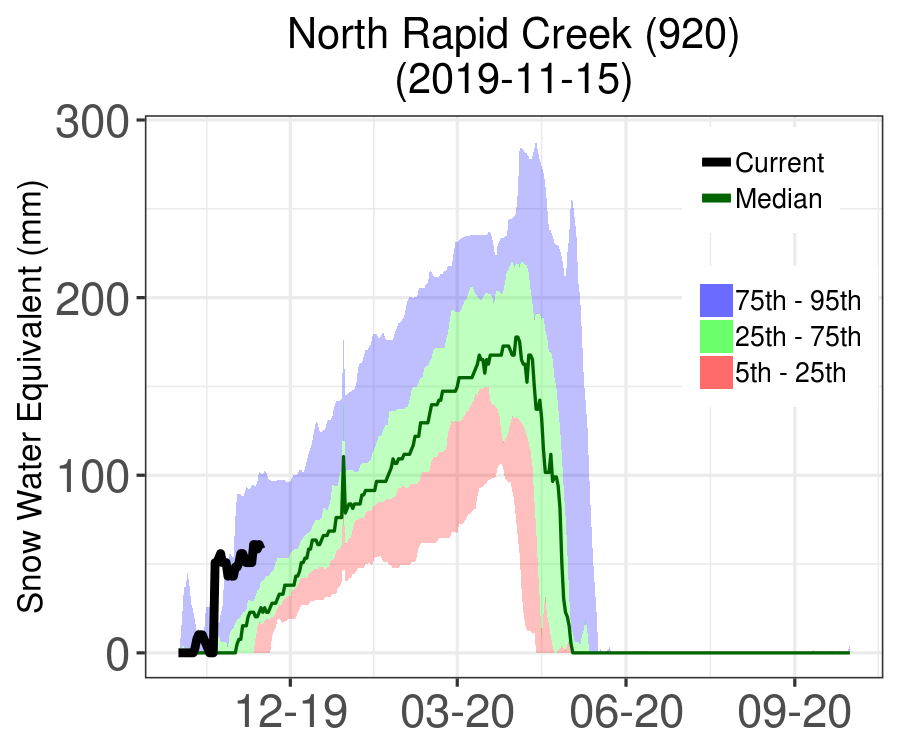 North Rapid Creek (920)
(2019-11-15)
Snow Water Equivalent (mm)
300
200
100
0
12-19
03-20
06-20
09-20
Current
Median
75th - 95th
25th - 75th
5th - 25th